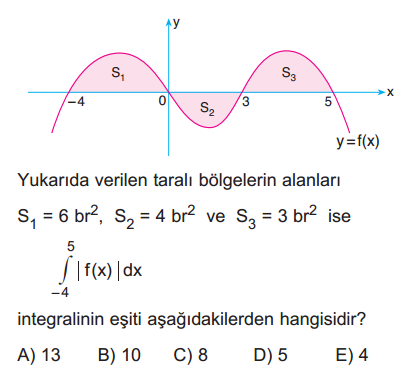 y
S₁
S₃
-4
0
S₂
3
5
x
y=f(x)
Yukarıda verilen taralı bölgelerin alanları
S₁ = 6 br², S₂ = 4 br² ve S₃ = 3 br² ise
5
∫ | f(x) | dx
-4
integralinin eşiti aşağıdakilerden hangisidir?
A) 13 B) 10 C) 8 D) 5 E) 4